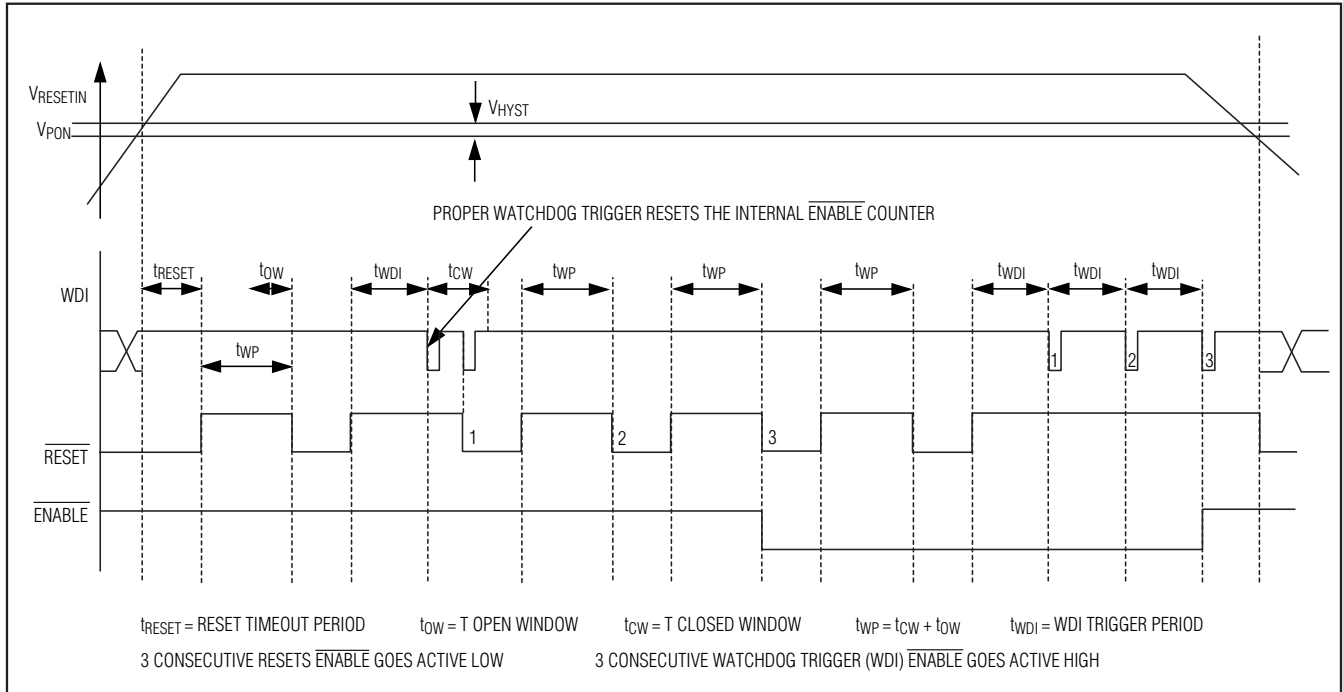 VRESETIN
VHYST
VPON
PROPER WATCHDOG TRIGGER RESETS THE INTERNAL ENABLE COUNTER
tRESET tOW tWDI tCW tWP tWP tWP tWDI tWDI tWDI
WDI
tWP
1 2 3
1 2 3
RESET
ENABLE
tRESET = RESET TIMEOUT PERIOD tOW = T OPEN WINDOW tCW = T CLOSED WINDOW tWP = tCW + tOW tWDI = WDI TRIGGER PERIOD
3 CONSECUTIVE RESETS ENABLE GOES ACTIVE LOW 3 CONSECUTIVE WATCHDOG TRIGGER (WDI) ENABLE GOES ACTIVE HIGH